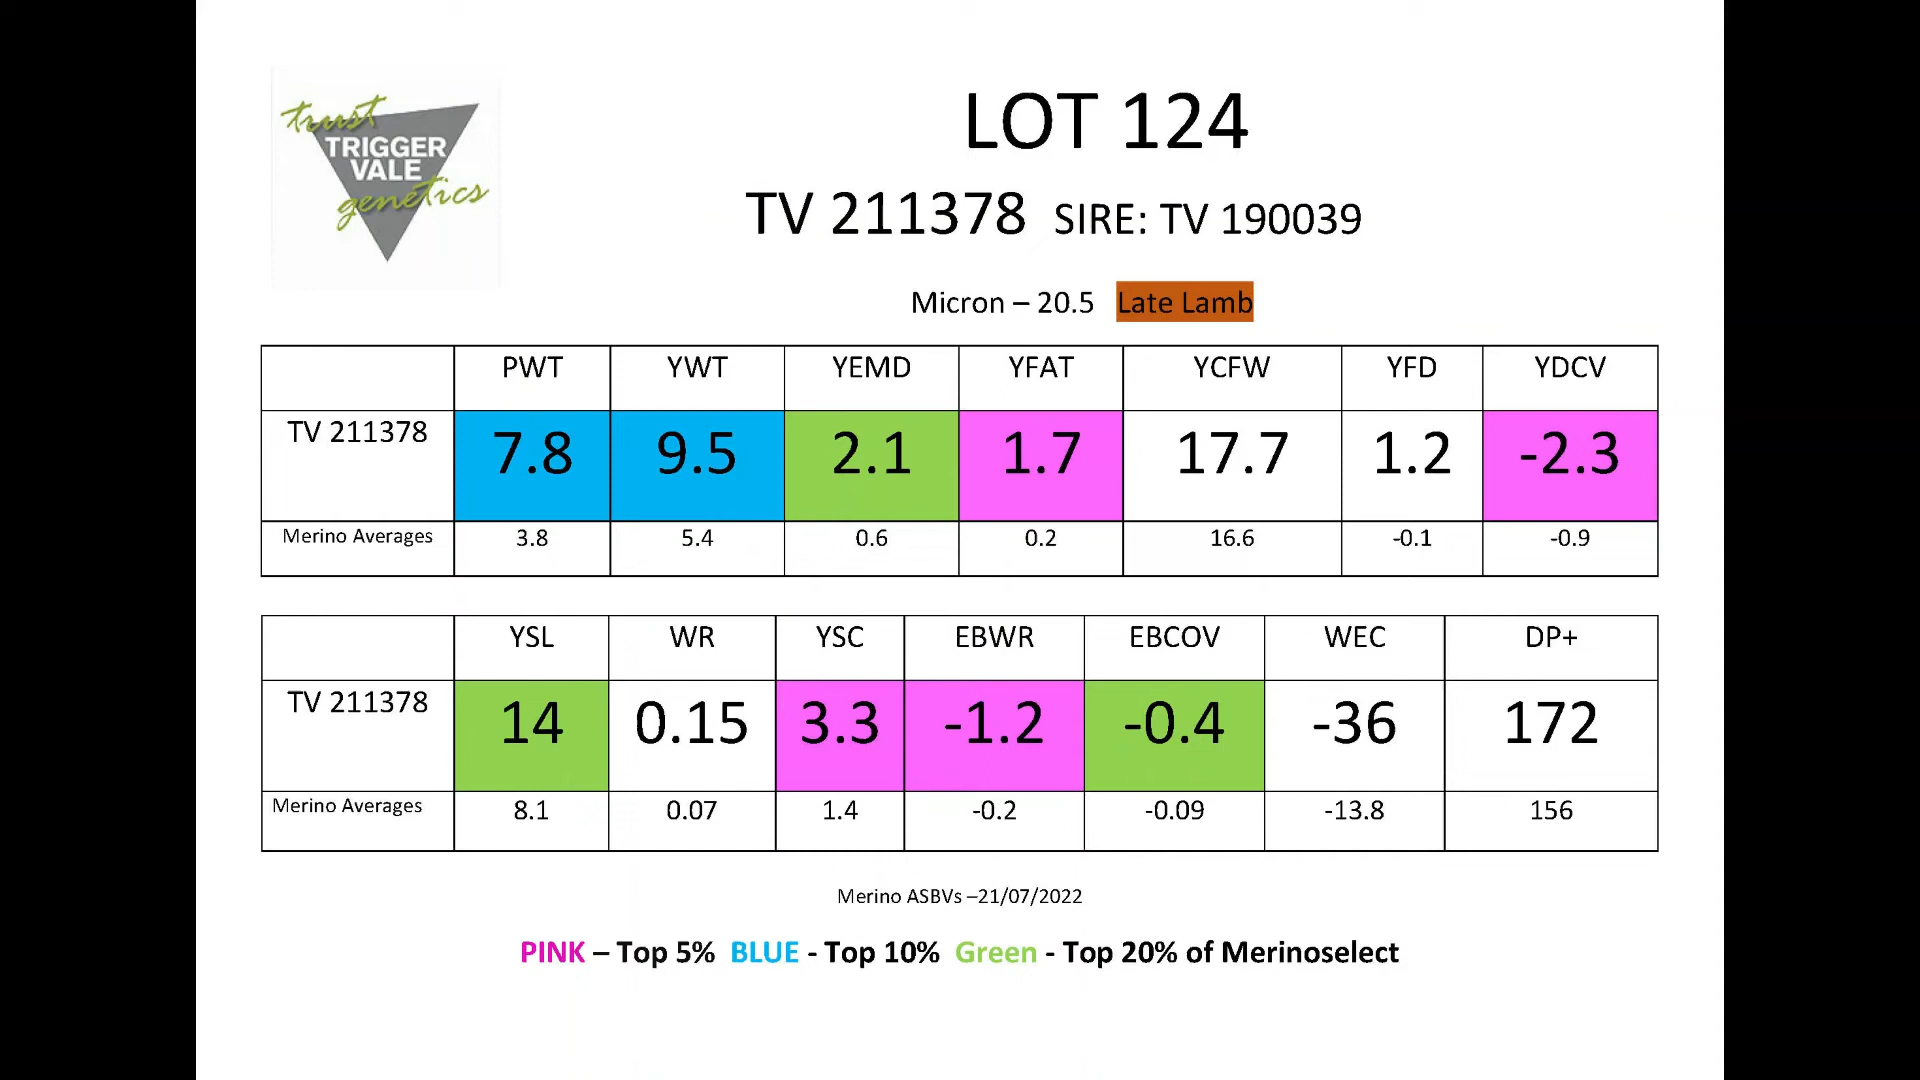 trust
TRIGGER
VALE
genetics
LOT 124
TV 211378 SIRE: TV 190039
Micron – 20.5 Late Lamb
PWT YWT YEMD YFAT YCFW YFD YDCV
TV 211378 7.8 9.5 2.1 1.7 17.7 1.2 -2.3
Merino Averages 3.8 5.4 0.6 0.2 16.6 -0.1 -0.9
YSL WR YSC EBWR EBCOV WEC DP+
TV 211378 14 0.15 3.3 -1.2 -0.4 -36 172
Merino Averages 8.1 0.07 1.4 -0.2 -0.09 -13.8 156
Merino ASBVs –21/07/2022
PINK – Top 5% BLUE - Top 10% Green - Top 20% of Merinoselect